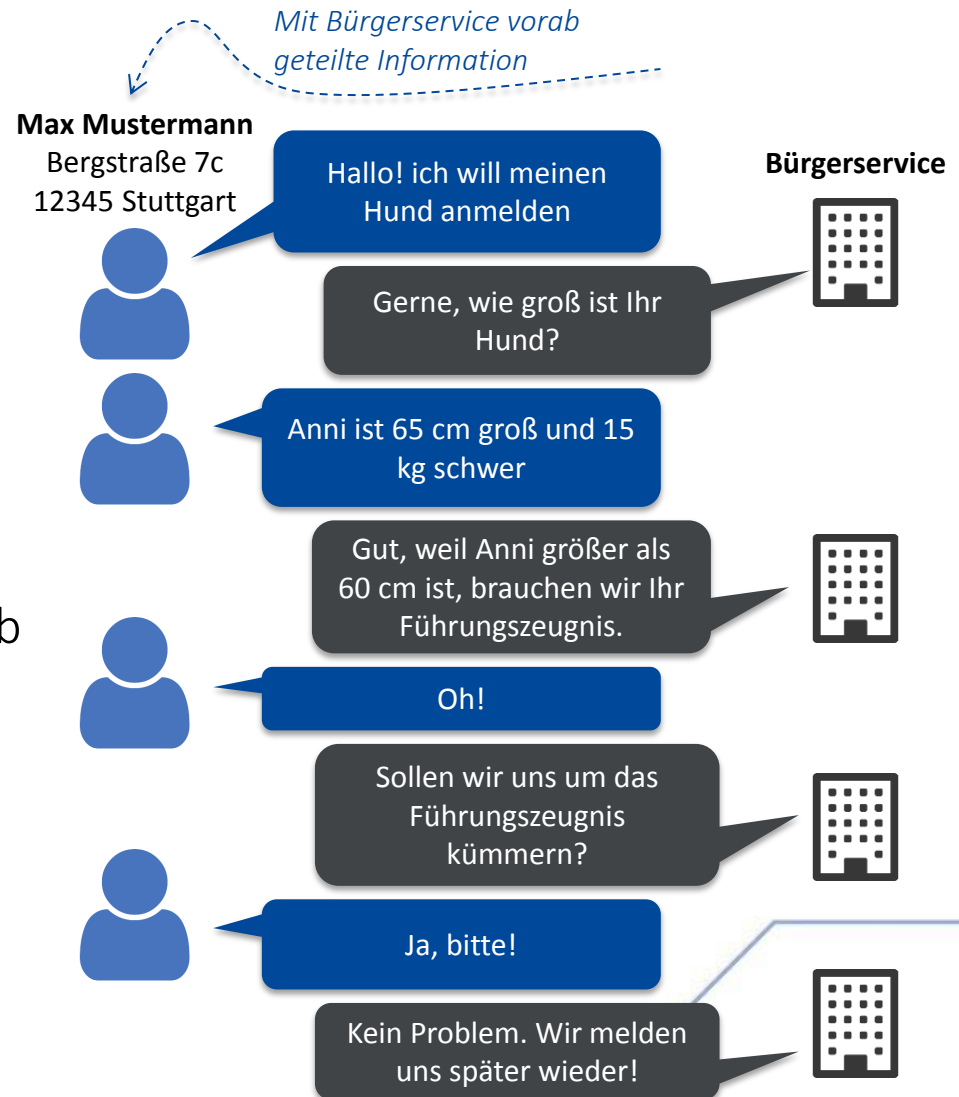 Mit Bürgerservice vorab
geteilte Information
Max Mustermann
Bergstraße 7c
12345 Stuttgart
Bürgerservice
Hallo! ich will meinen
Hund anmelden
Gerne, wie groß ist Ihr
Hund?
Anni ist 65 cm groß und 15
kg schwer
Gut, weil Anni größer als
60 cm ist, brauchen wir Ihr
Führungszeugnis.
b
Oh!
Sollen wir uns um das
Führungszeugnis
kümmern?
Ja, bitte!
Kein Problem. Wir melden
uns später wieder!